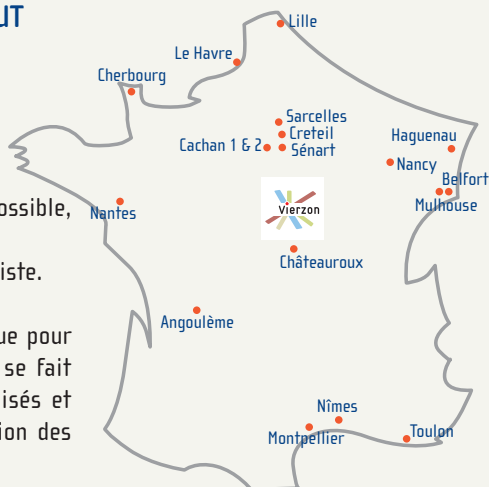 UT
Lille
Le Havre
Cherbourg
Sarcelles
Creteil
Cachan 1 & 2
Sénart
Haguenau
Nancy
Belfort
Mulhouse
ossible,
Nantes
Vierzon
iste.
Châteauroux
Angoulème
ue pour
se fait
isés et
ion des
Nîmes
Montpellier
Toulon